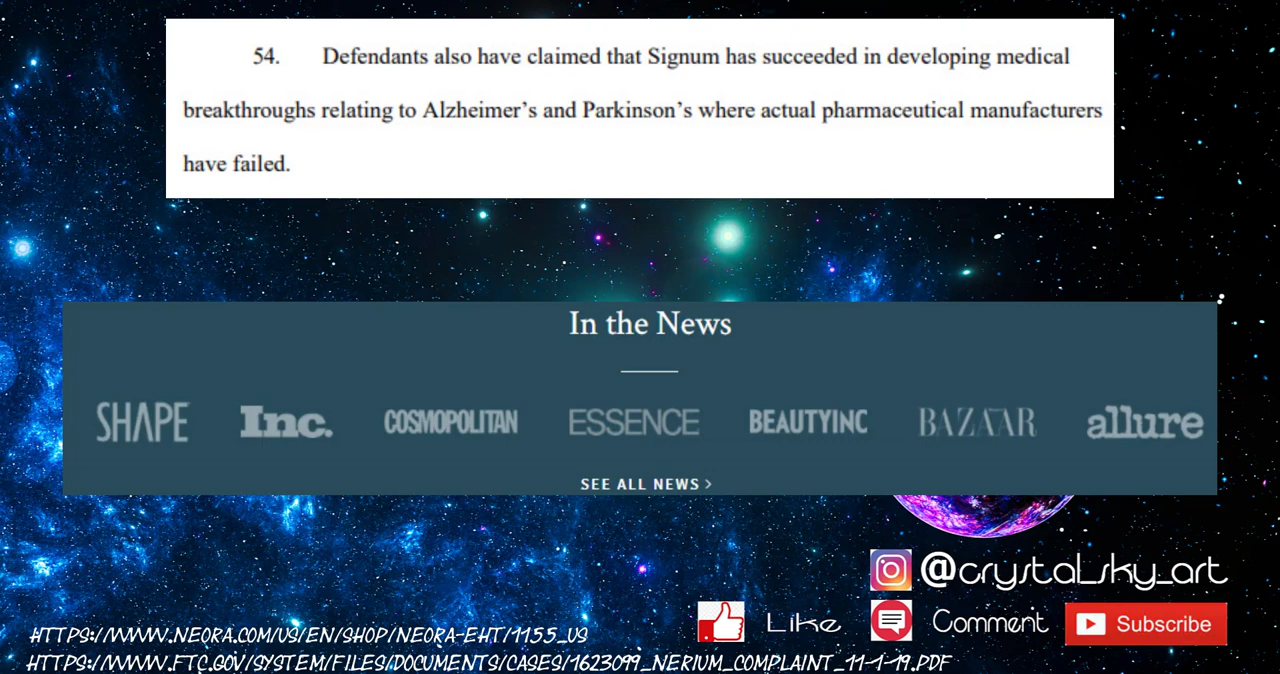 54. Defendants also have claimed that Signum has succeeded in developing medical
breakthroughs relating to Alzheimer’s and Parkinson’s where actual pharmaceutical manufacturers
have failed.
In the News
SHAPE Inc. COSMOPOLITAN ESSENCE BEAUTYINC BAZAAR allure
SEE ALL NEWS >
@crystal_sky_art
Like Comment Subscribe
HTTPS://WWW.NEORA.COM/US/EN/SHOP/NEORA-EHT/1155_US
HTTPS://WWW.FTC.GOV/SYSTEM/FILES/DOCUMENTS/CASES/1623099_NERIUM_COMPLAINT_11-1-19.PDF